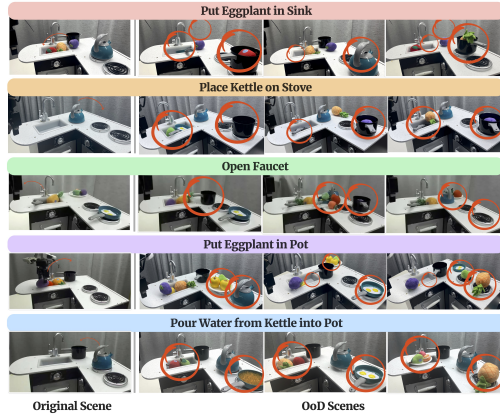 Put Eggplant in Sink
Place Kettle on Stove
Open Faucet
Put Eggplant in Pot
Pour Water from Kettle into Pot
Original Scene
OoD Scenes